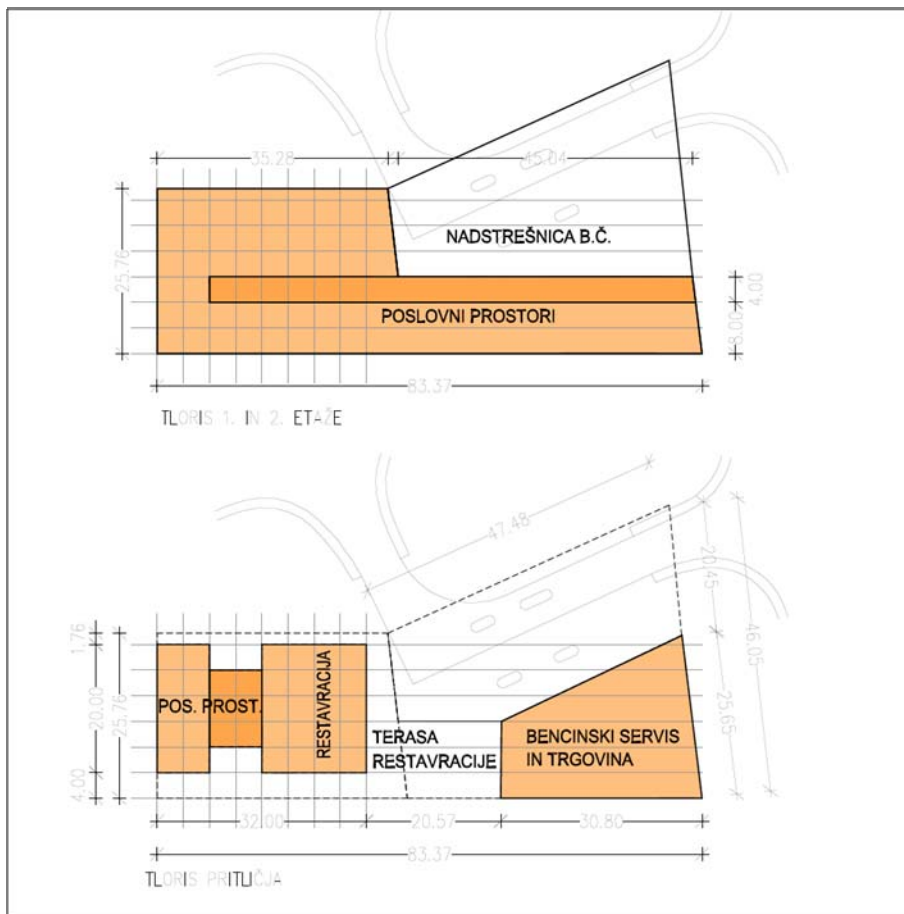 35.28
45.04
NADSTREŠNICA B.Č.
25.76
4.00
POSLOVNI PROSTORI
8.00
83.37
TLORIS 1. IN 2. ETAŽE
47.48
20.45
46.05
1.76
RESTAVRACIJA
20.00
25.76
POS. PROST.
25.65
TERASA
RESTAVRACIJE
BENCINSKI SERVIS
IN TRGOVINA
4.00
32.00
20.57
30.80
83.37
TLORIS PRITLIČJA